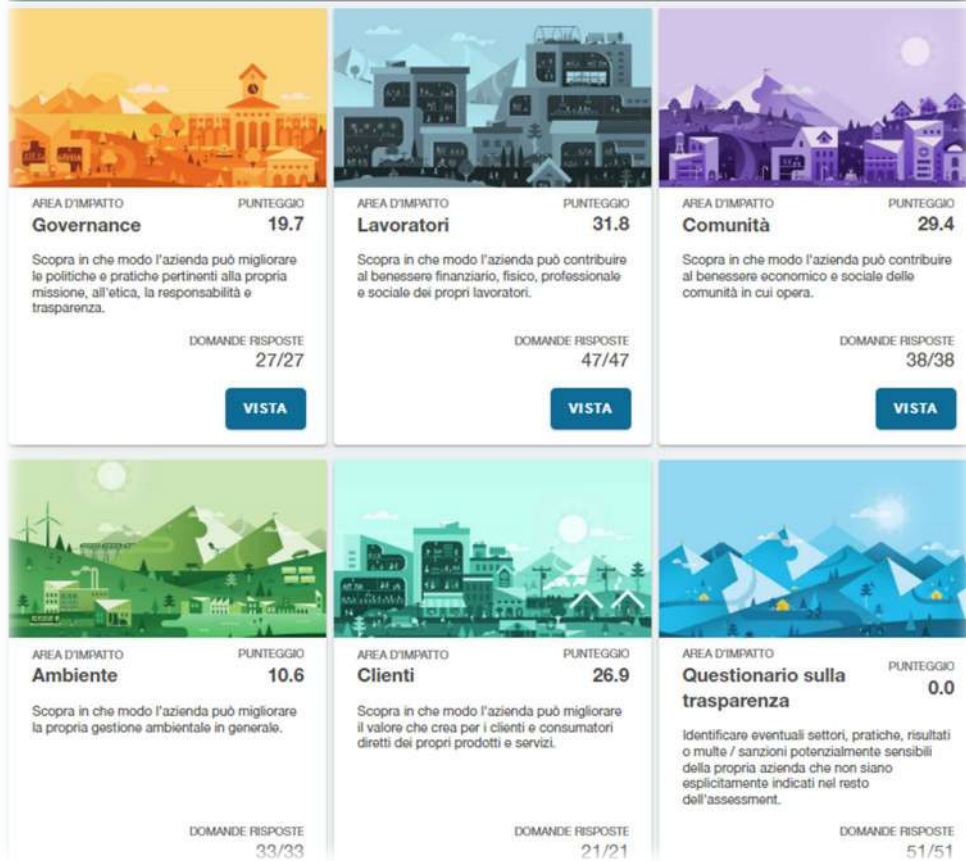 AREA D'IMPATTO PUNTEGGIO
Governance 19.7
Scopra in che modo l'azienda può migliorare
le politiche e pratiche pertinenti alla propria
missione, all'etica, la responsabilità e
trasparenza.
DOMANDE RISPOSTE
27/27
VISTA
AREA D'IMPATTO PUNTEGGIO
Lavoratori 31.8
Scopra in che modo l'azienda può contribuire
al benessere finanziario, fisico, professionale
e sociale dei propri lavoratori.
DOMANDE RISPOSTE
47/47
VISTA
AREA D'IMPATTO PUNTEGGIO
Comunità 29.4
Scopra in che modo l'azienda può contribuire
al benessere economico e sociale delle
comunità in cui opera.
DOMANDE RISPOSTE
38/38
VISTA
AREA D'IMPATTO PUNTEGGIO
Ambiente 10.6
Scopra in che modo l'azienda può migliorare
la propria gestione ambientale in generale.
DOMANDE RISPOSTE
33/33
AREA D'IMPATTO PUNTEGGIO
Clienti 26.9
Scopra in che modo l'azienda può migliorare
il valore che crea per i clienti e consumatori
diretti dei propri prodotti e servizi.
DOMANDE RISPOSTE
21/21
AREA D'IMPATTO PUNTEGGIO
Questionario sulla 0.0
trasparenza
Identificare eventuali settori, pratiche, risultati
o multe / sanzioni potenzialmente sensibili
della propria azienda che non siano
esplicitamente indicati nel resto
dell'assessment.
DOMANDE RISPOSTE
51/51